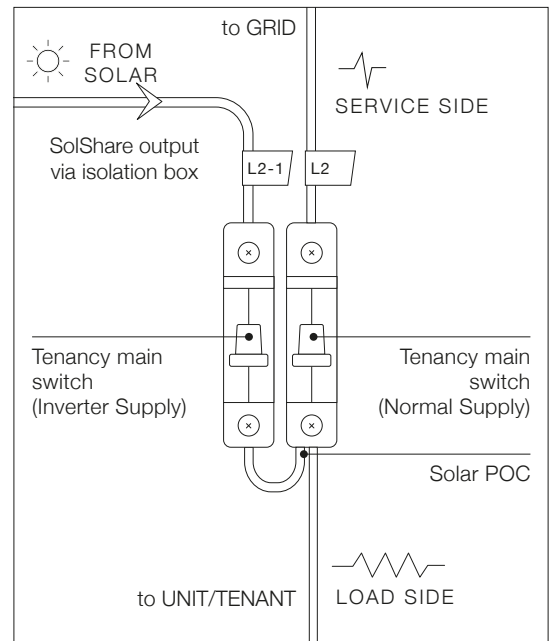 to GRID
FROM
SOLAR
SERVICE SIDE
SolShare output
via isolation box
L2-1
L2
Tenancy main
switch
(Inverter Supply)
Tenancy main
switch
(Normal Supply)
Solar POC
to UNIT/TENANT
LOAD SIDE